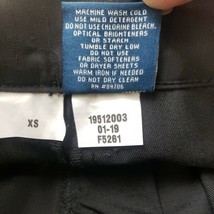 MACHINE WASH COLD
USE MILD DETERGENT
DO NOT USE CHLORINE BLEACH,
OPTICAL BRIGHTENERS
OR STARCH
TUMBLE DRY LOW
DO NOT USE
FABRIC SOFTENERS
OR DRYER SHEETS
WARM IRON IF NEEDED
DO NOT DRY CLEAN
RN #89706
XS
19512003
01-19
F5261